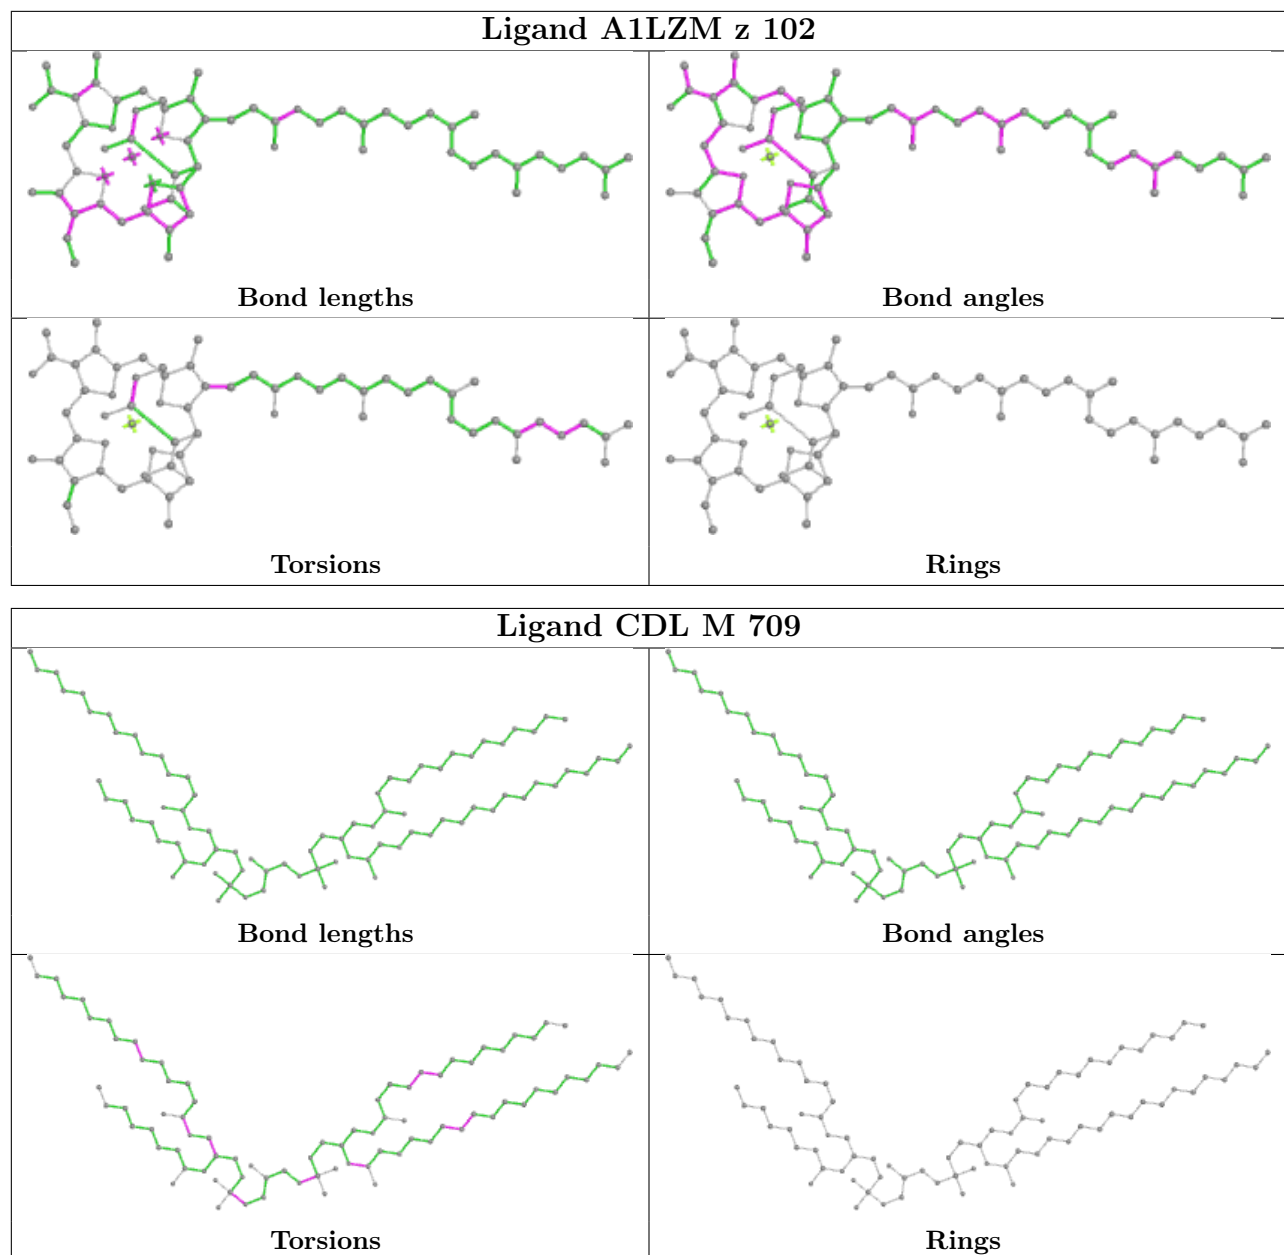 Ligand A1LZM z 102
Bond lengths
Bond angles
Torsions
Rings
Ligand CDL M 709
Bond lengths
Bond angles
Torsions
Rings